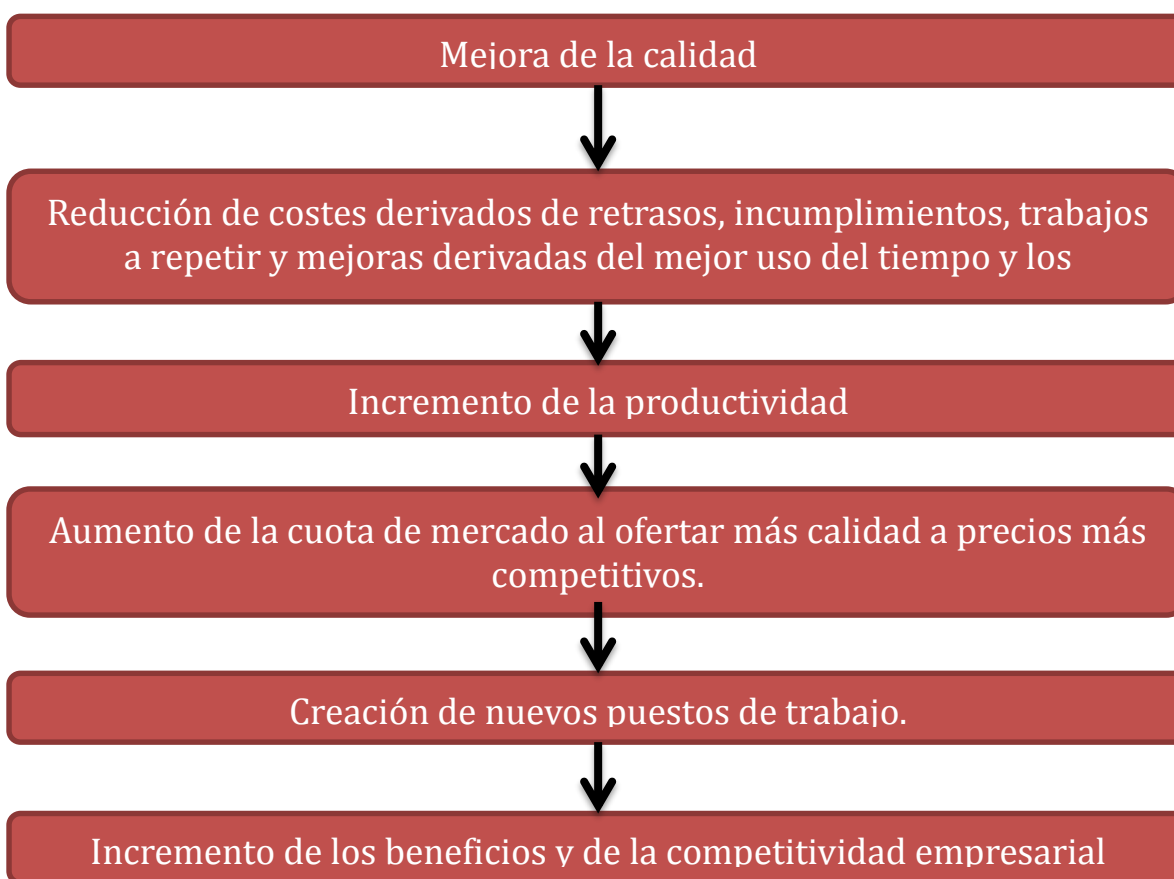 Mejora de la calidad
Reducción de costes derivados de retrasos, incumplimientos, trabajos
a repetir y mejoras derivadas del mejor uso del tiempo y los
Incremento de la productividad
Aumento de la cuota de mercado al ofertar más calidad a precios más
competitivos.
Creación de nuevos puestos de trabajo.
Incremento de los beneficios y de la competitividad empresarial